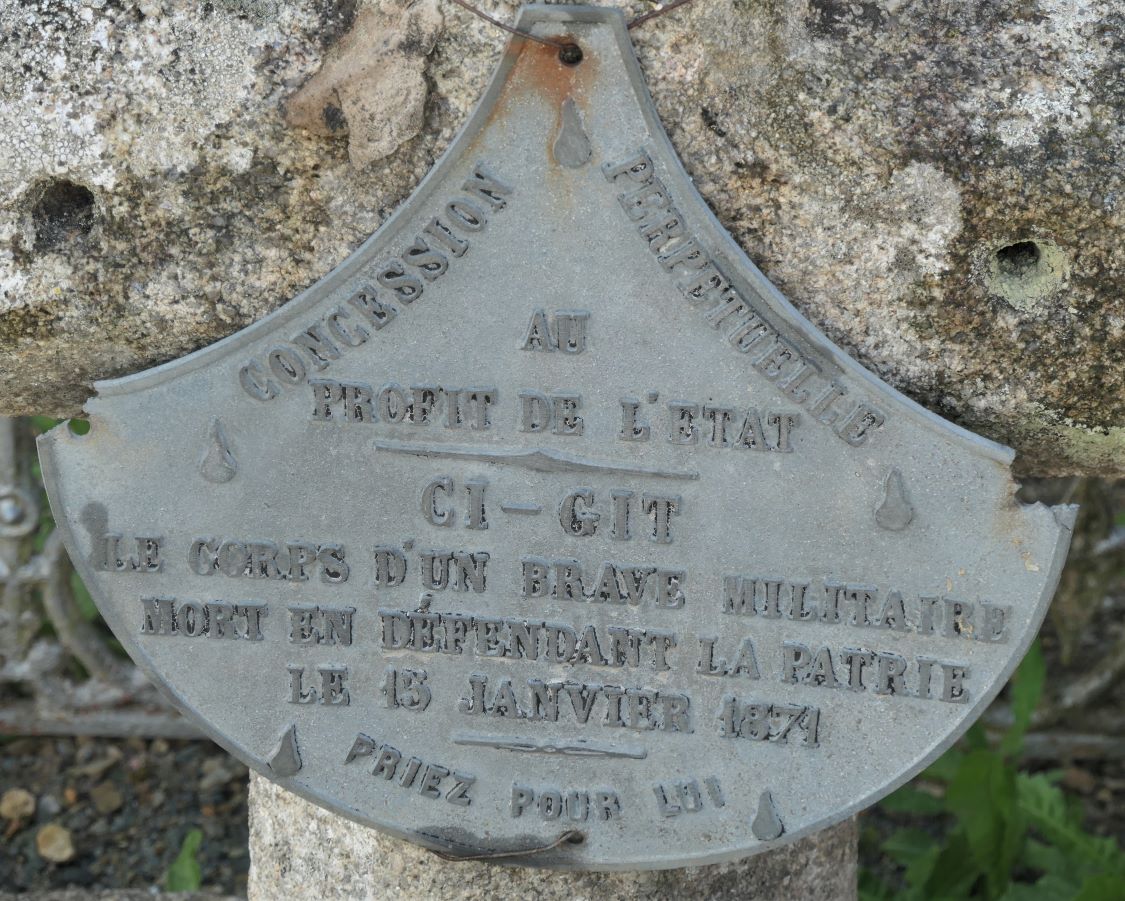 CONCESSION PERPETUELLE
AU
PROFIT DE L'ETAT
CI-GIT
LE CORPS D'UN BRAVE MILITAIRE
MORT EN DÉFENDANT LA PATRIE
LE 15 JANVIER 1871
PRIEZ POUR LUI